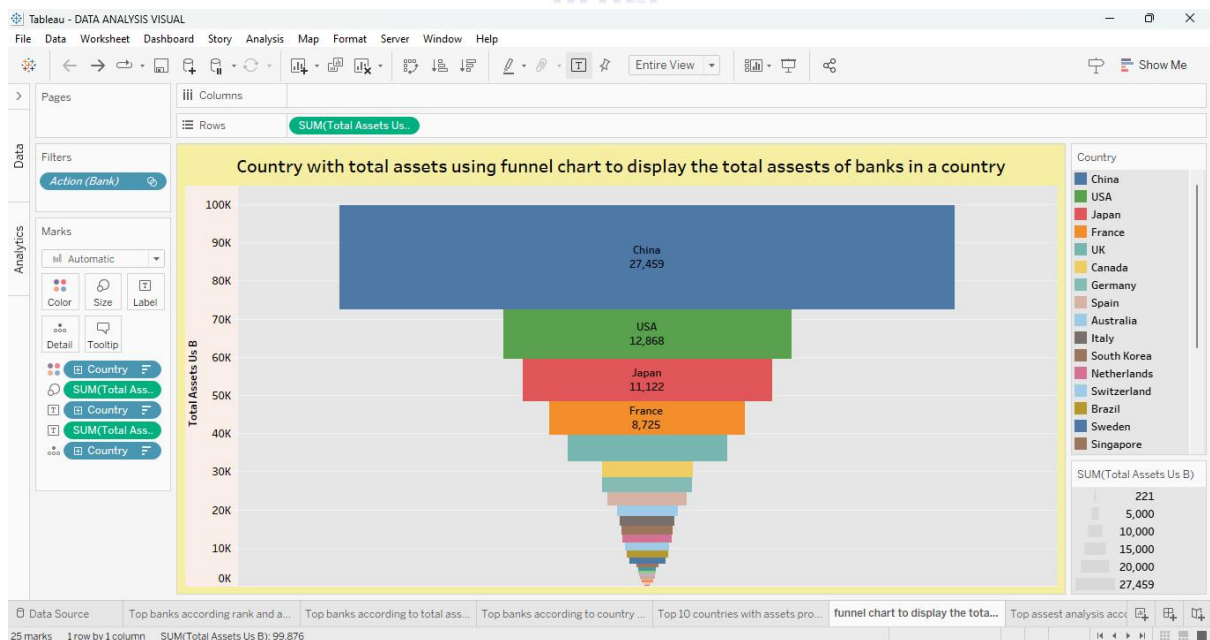 Tableau - DATA ANALYSIS VISUAL
File Data Worksheet Dashboard Story Analysis Map Format Server Window Help
Entire View
Show Me
Pages
Columns
Rows
SUM(Total Assets Us..
Data
Analytics
Filters
Action (Bank)
Marks
Automatic
Color Size Label
Detail Tooltip
Country
SUM(Total Ass..
Country
SUM(Total Ass..
Country
Country with total assets using funnel chart to display the total assests of banks in a country
Total Assets Us B
100K
90K
80K
70K
60K
50K
40K
30K
20K
10K
0K
China
27,459
USA
12,868
Japan
11,122
France
8,725
Country
China
USA
Japan
France
UK
Canada
Germany
Spain
Australia
Italy
South Korea
Netherlands
Switzerland
Brazil
Sweden
Singapore
SUM(Total Assets Us B)
221
5,000
10,000
15,000
20,000
27,459
Data Source Top banks according rank and a... Top banks according to total ass... Top banks according to country ... Top 10 countries with assets pro... funnel chart to display the tota... Top assest analysis acc
25 marks 1 row by 1 column SUM(Total Assets Us B): 99,876